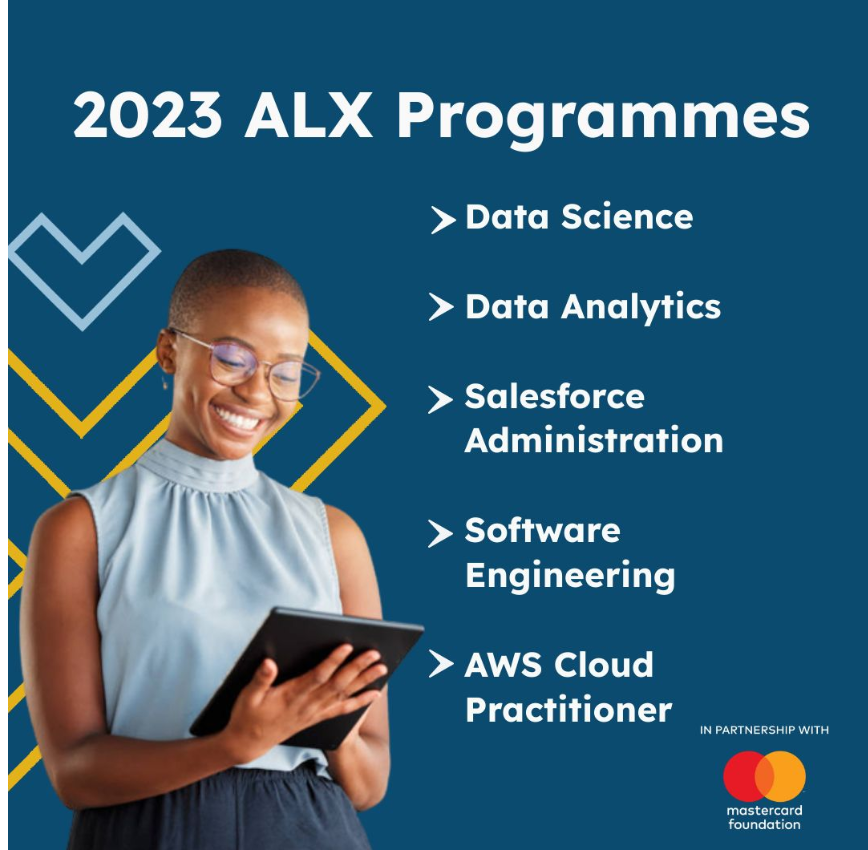 2023 ALX Programmes
Data Science
Data Analytics
Salesforce
Administration
Software
Engineering
AWS Cloud
Practitioner
IN PARTNERSHIP WITH
mastercard
foundation